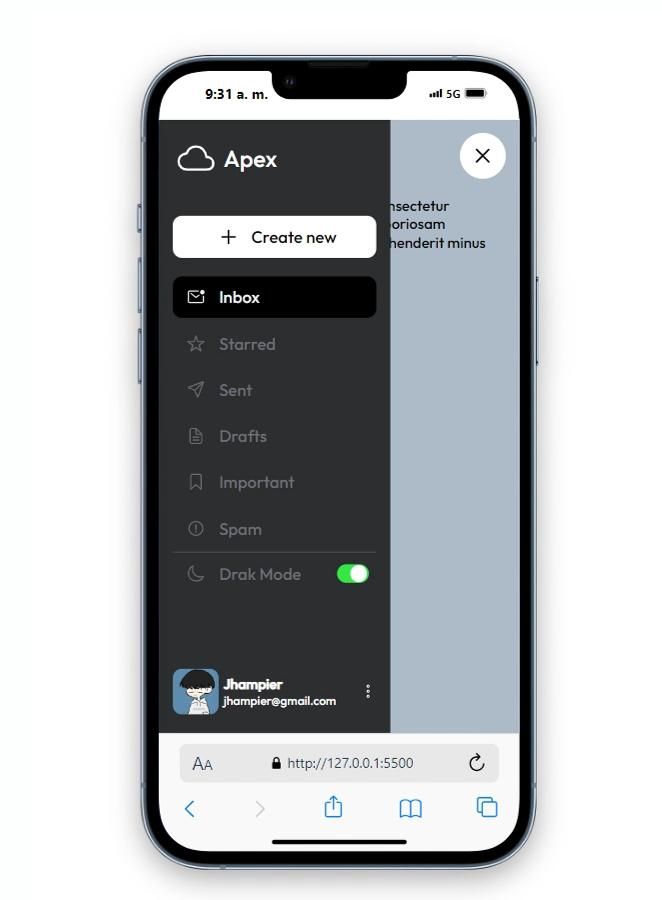 9:31 a. m.
5G
Apex
Create new
nsectetur
oriosam
henderit minus
Inbox
Starred
Sent
Drafts
Important
Spam
Drak Mode
Jhampier
jhampier@gmail.com
AA
http://127.0.0.1:5500